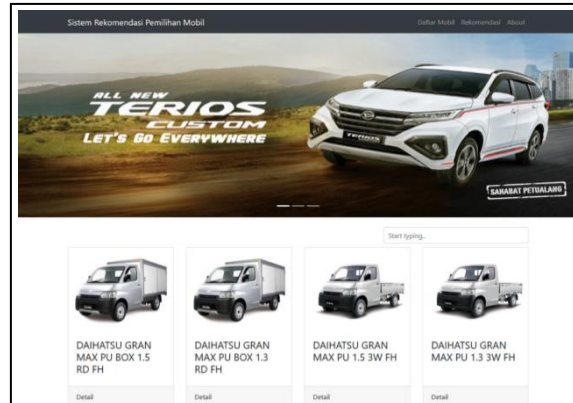 Sistem Rekomendasi Pemilihan Mobil
Daftar Mobil Rekomendasi About
ALL NEW
TERIOS
CUSTOM
LET'S GO EVERYWHERE
TERIOS
SAHABAT PETUALANG
Start typing..
DAIHATSU GRAN
MAX PU BOX 1.5
RD FH
DAIHATSU GRAN
MAX PU BOX 1.3
RD FH
DAIHATSU GRAN
MAX PU 1.5 3W FH
DAIHATSU GRAN
MAX PU 1.3 3W FH
Detail
Detail
Detail
Detail